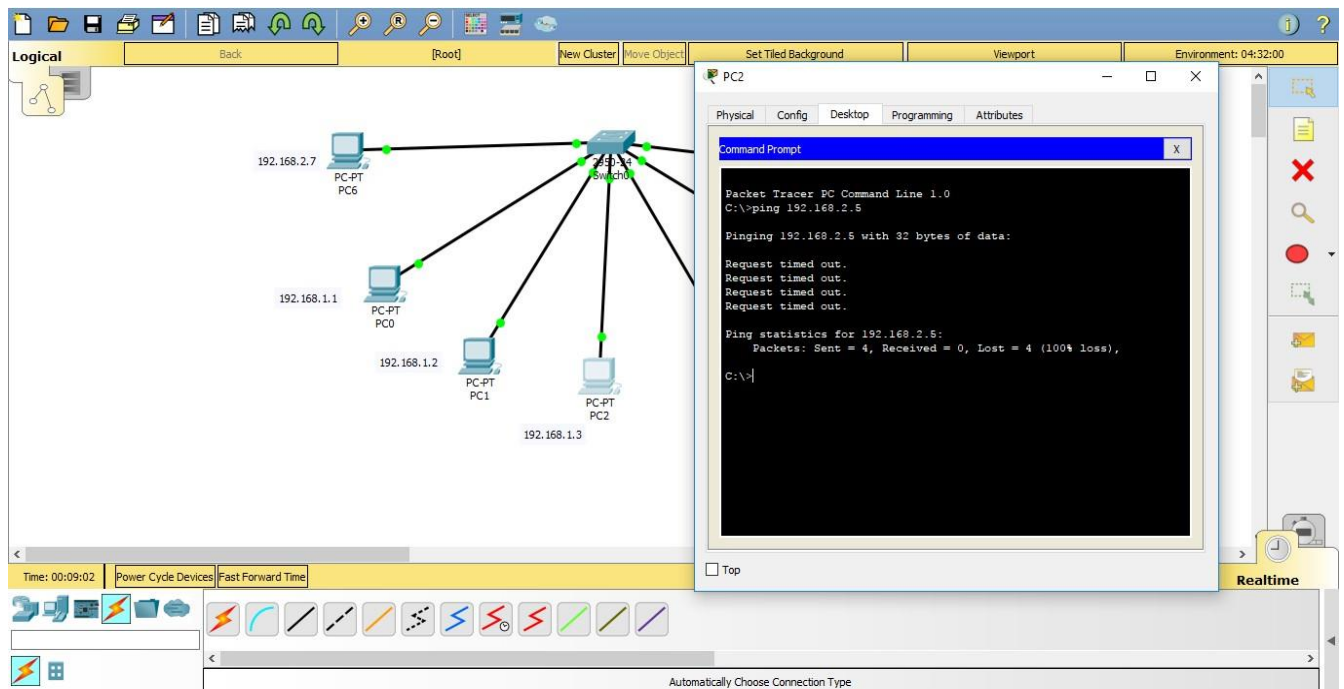 Logical
Back
[Root]
New Cluster
Move Object
Set Tiled Background
Viewport
Environment: 04:32:00
192.168.2.7
PC-PT
PC6
2950-24
Switch0
192.168.1.1
PC-PT
PC0
192.168.1.2
PC-PT
PC1
PC-PT
PC2
192.168.1.3
PC2
Physical
Config
Desktop
Programming
Attributes
Command Prompt
X
Packet Tracer PC Command Line 1.0
C:\>ping 192.168.2.5
Pinging 192.168.2.5 with 32 bytes of data:
Request timed out.
Request timed out.
Request timed out.
Request timed out.
Ping statistics for 192.168.2.5:
Packets: Sent = 4, Received = 0, Lost = 4 (100% loss),
C:\>
Top
Time: 00:09:02
Power Cycle Devices
Fast Forward Time
Realtime
Automatically Choose Connection Type